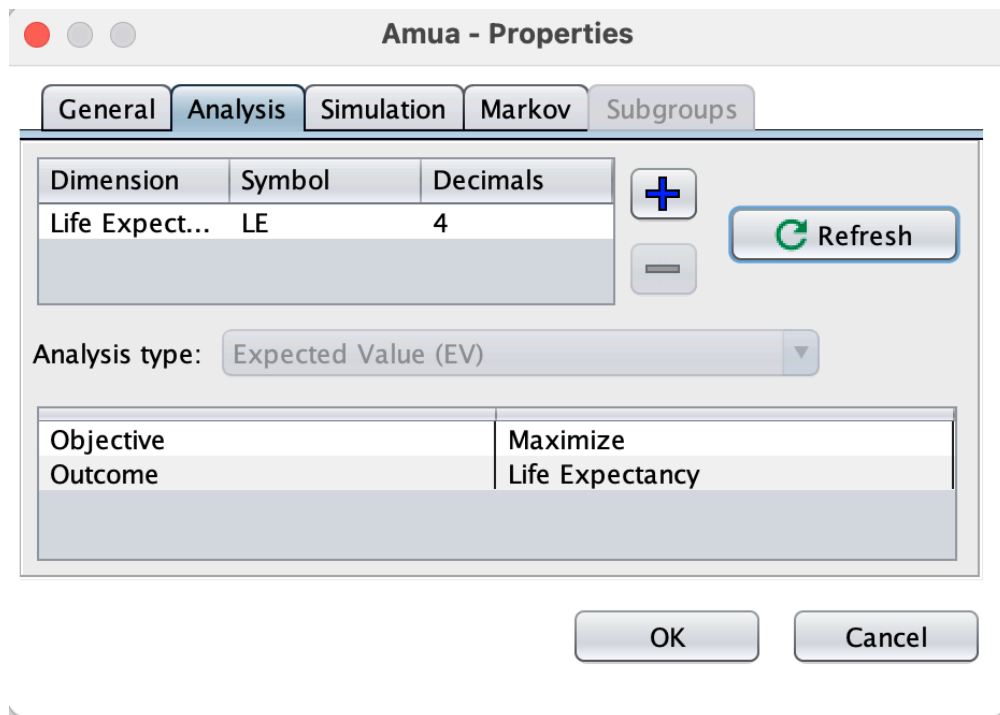 Amua - Properties
General Analysis Simulation Markov Subgroups
Dimension Symbol Decimals
Life Expect... LE 4
Refresh
Analysis type: Expected Value (EV)
Objective Maximize
Outcome Life Expectancy
OK Cancel